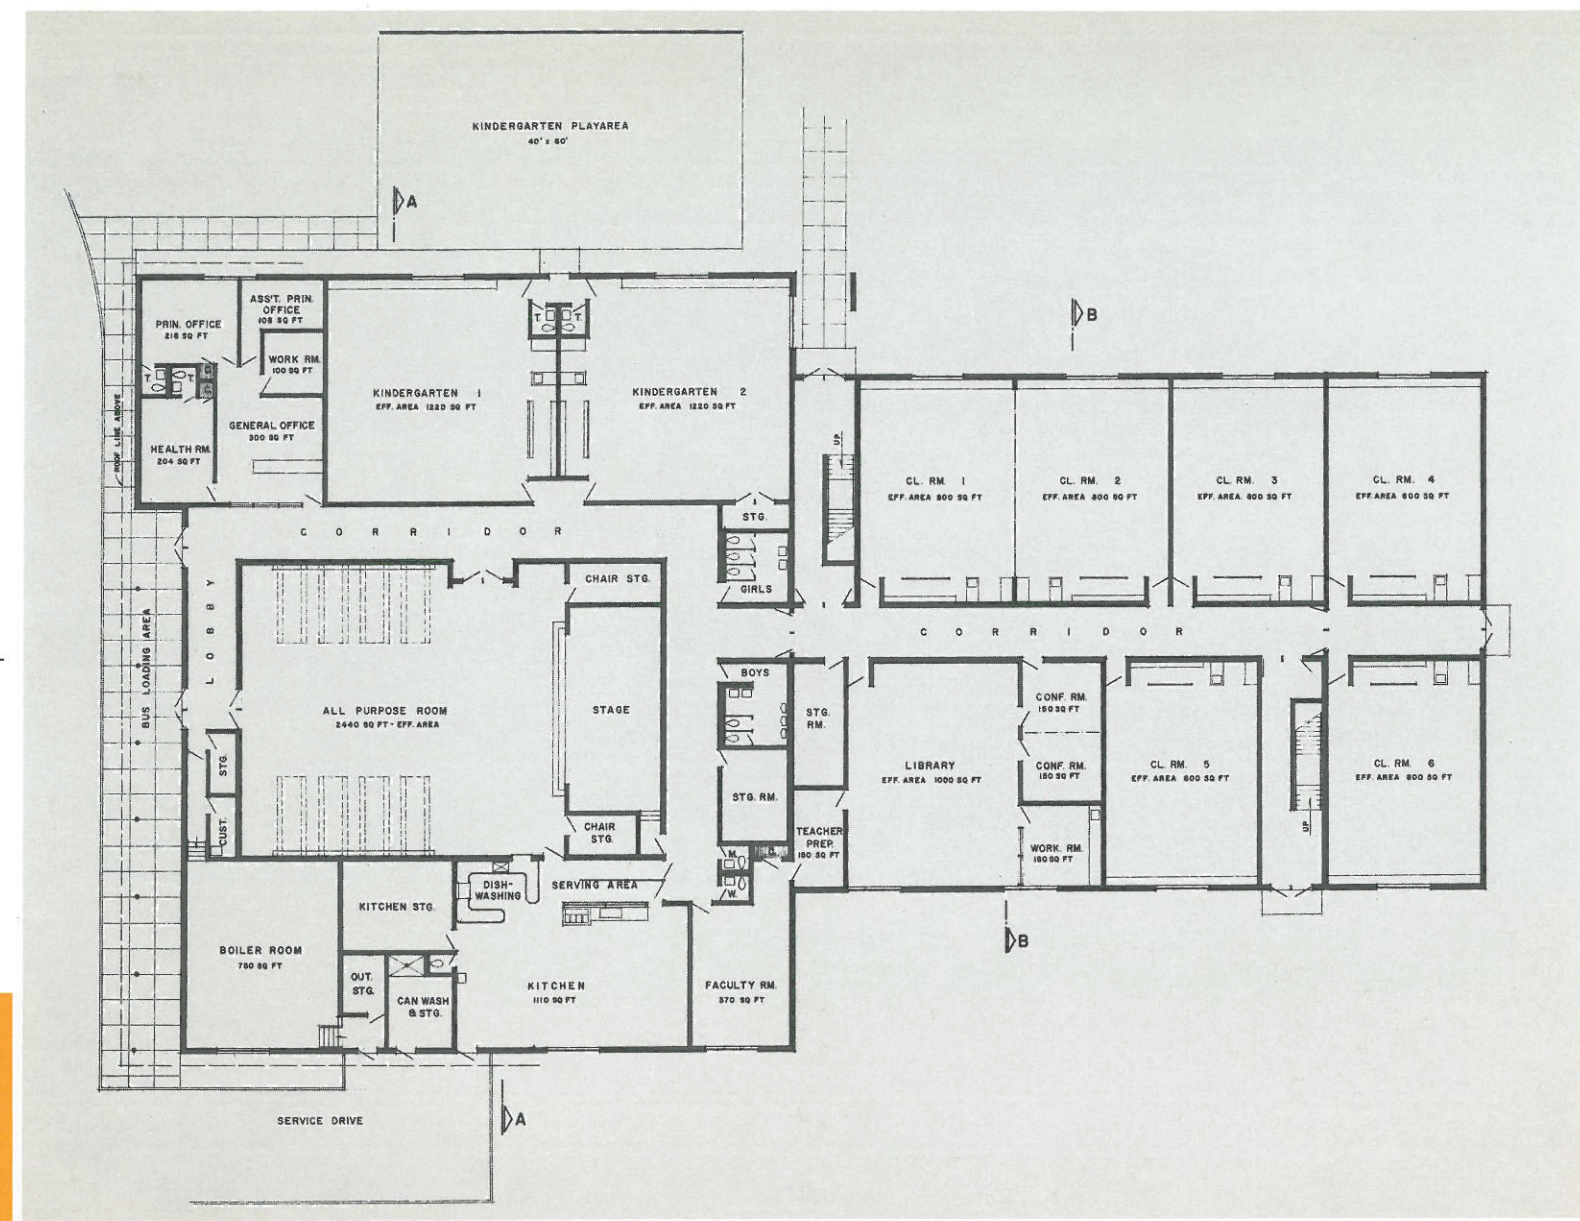 KINDERGARTEN PLAYAREA
40' x 60'
A
B
PRIN. OFFICE
216 SQ FT
ASS'T. PRIN.
OFFICE
108 SQ FT
WORK RM.
100 SQ FT
T.
T.
T.
T.
C
C
KINDERGARTEN 1
EFF. AREA 1220 SQ FT
KINDERGARTEN 2
EFF. AREA 1220 SQ FT
ROOF LINE ABOVE
HEALTH RM.
204 SQ FT
GENERAL OFFICE
300 SQ FT
UP
CL. RM. 1
EFF. AREA 800 SQ FT
CL. RM. 2
EFF. AREA 800 SQ FT
CL. RM. 3
EFF. AREA 800 SQ FT
CL. RM. 4
EFF. AREA 800 SQ FT
CORRIDOR
STG.
GIRLS
CHAIR STG.
LOBBY
BUS LOADING AREA
CORRIDOR
ALL PURPOSE ROOM
2440 SQ FT - EFF. AREA
STAGE
BOYS
STG.
RM.
LIBRARY
EFF. AREA 1000 SQ FT
CONF. RM.
150 SQ FT
CONF. RM.
150 SQ FT
CL. RM. 5
EFF. AREA 800 SQ FT
CL. RM. 6
EFF. AREA 800 SQ FT
UP
STG.
CUST.
STG. RM.
CHAIR
STG.
TEACHER
PREP.
150 SQ FT
WORK. RM.
160 SQ FT
M.
W.
DISH-
WASHING
SERVING AREA
KITCHEN STG.
BOILER ROOM
750 SQ FT
OUT.
STG.
CAN WASH
& STG.
KITCHEN
1110 SQ FT
FACULTY RM.
370 SQ FT
B
A
SERVICE DRIVE